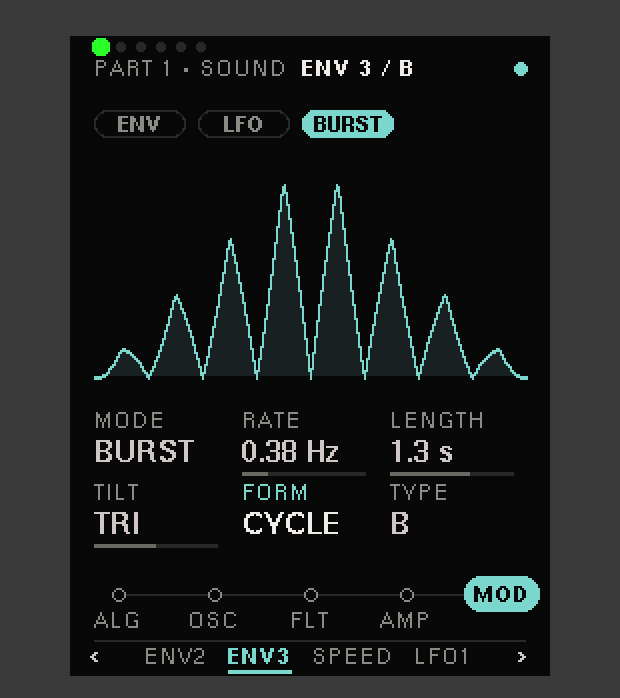 PART 1 · SOUND ENV 3 / B
ENV LFO BURST
MODE RATE LENGTH
BURST 0.38 Hz 1.3 s
TILT FORM TYPE
TRI CYCLE B
MOD
ALG OSC FLT AMP
< ENV2 ENV3 SPEED LFO1 >